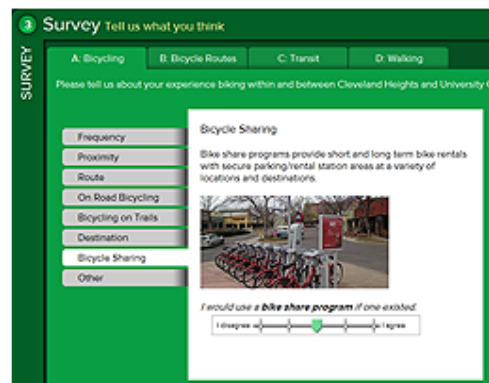 3 Survey Tell us what you think
SURVEY
A: Bicycling
B: Bicycle Routes
C: Transit
D: Walking
Please tell us about your experience biking within and between Cleveland Heights and University
Frequency
Proximity
Route
On Road Bicycling
Bicycling on Trails
Destination
Bicycle Sharing
Other
Bicycle Sharing
Bike share programs provide short and long term bike rentals
with secure parking/rental station areas at a variety of
locations and destinations.
I would use a bike share program if one existed.
I disagree
I agree